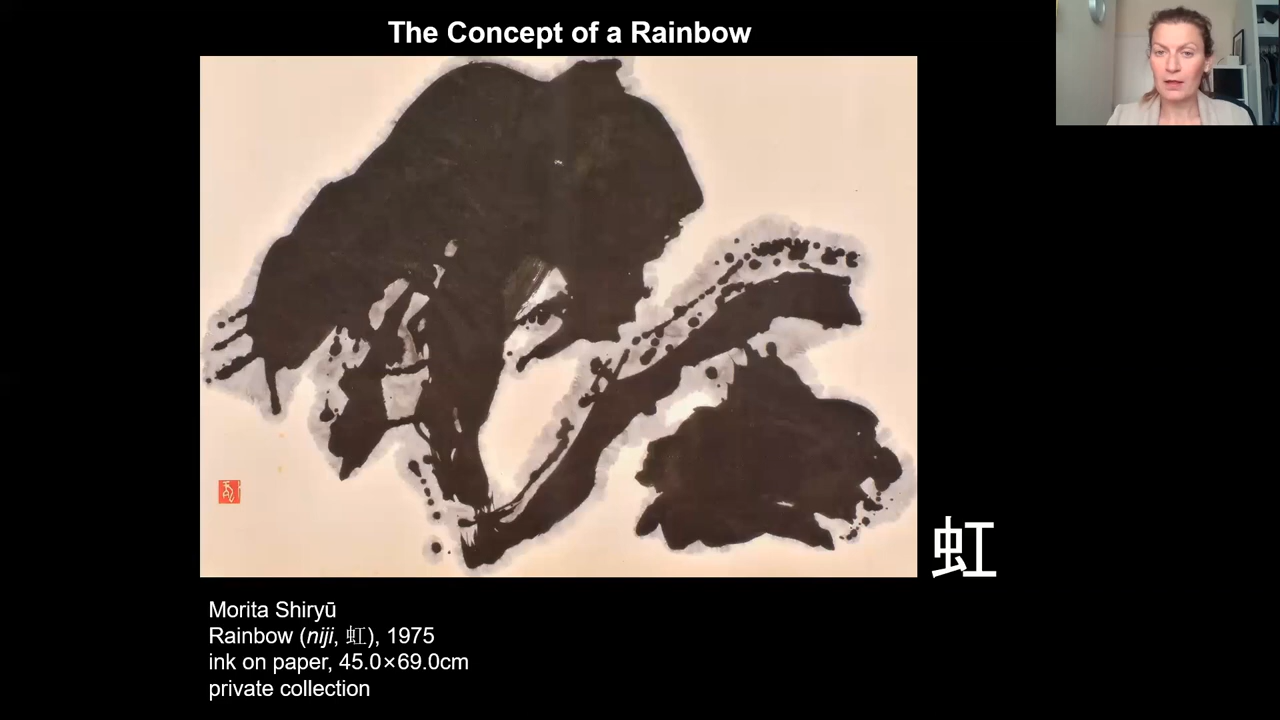 The Concept of a Rainbow
虹
Morita Shiryū
Rainbow (niji, 虹), 1975
ink on paper, 45.0×69.0cm
private collection